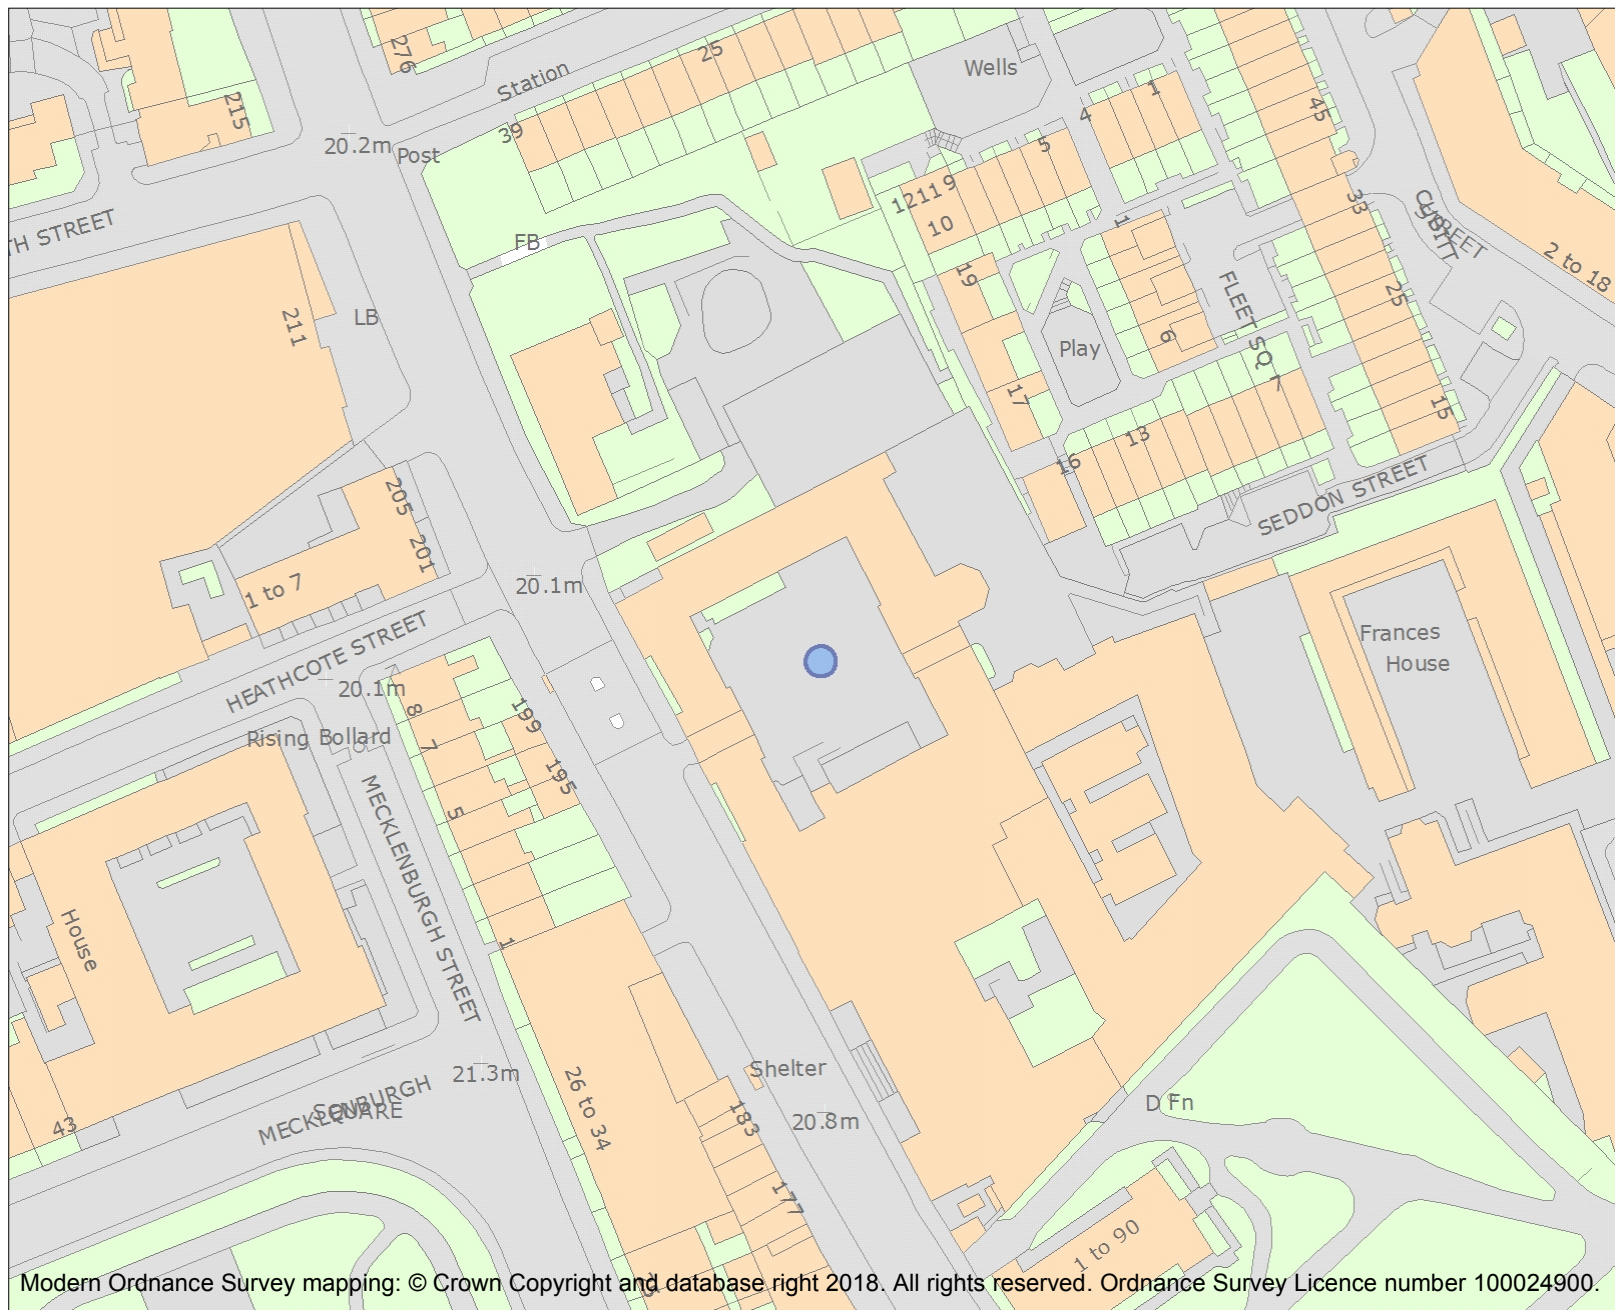 276
25
Station
Wells
215
39
4
1
45
20.2m
Post
5
33
TH STREET
1211 9
10
1
CUBITT
STREET
FB
2 to 18
211
LB
19
FLEET SQ
25
Play
6
17
7
15
13
16
205
SEDDON STREET
201
20.1m
1 to 7
HEATHCOTE STREET
Frances
House
20.1m
8
199
Rising Bollard
7
195
5
MECKLENBURGH STREET
House
1
21.3m
Shelter
26 to 34
MECKLENBURGH
SQUARE
43
183
20.8m
D Fn
177
1 to 90
Modern Ordnance Survey mapping: © Crown Copyright and database right 2018. All rights reserved. Ordnance Survey Licence number 100024900.